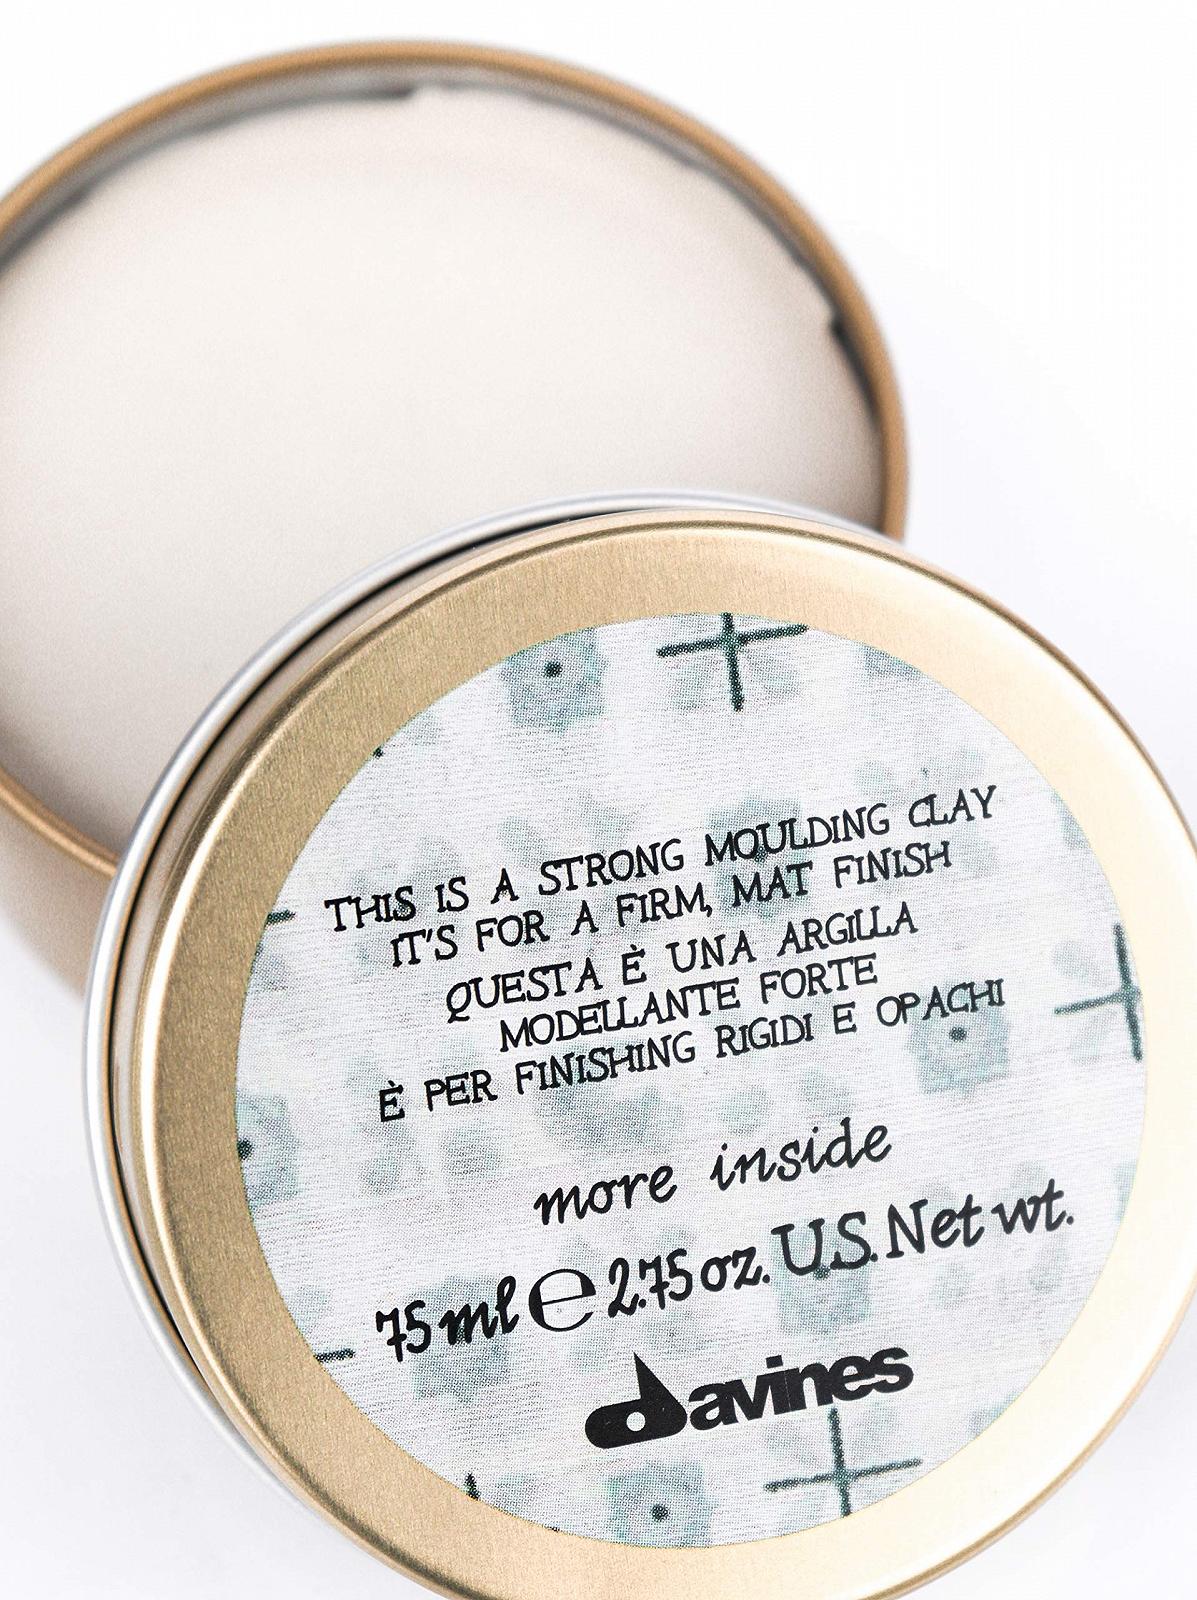 THIS IS A STRONG MOULDING CLAY
IT'S FOR A FIRM, MAT FINISH
QUESTA È UNA ARGILLA
MODELLANTE FORTE
È PER FINISHING RIGIDI E OPACHI
more inside
75 ml ℮ 2.75 oz. U.S. Net wt.
davines